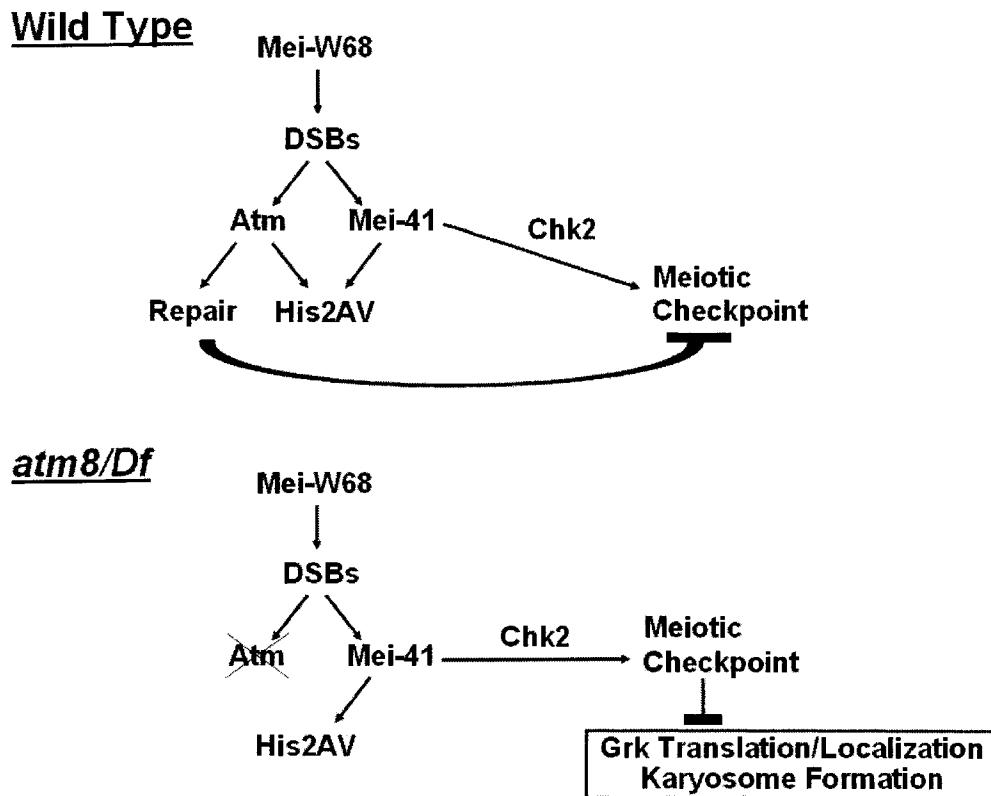 Wild Type
Mei-W68
DSBs
Atm Mei-41
Chk2
Meiotic
Checkpoint
Repair His2AV
atm8/Df
Mei-W68
DSBs
Atm Mei-41
Chk2
Meiotic
Checkpoint
His2AV
Grk Translation/Localization
Karyosome Formation